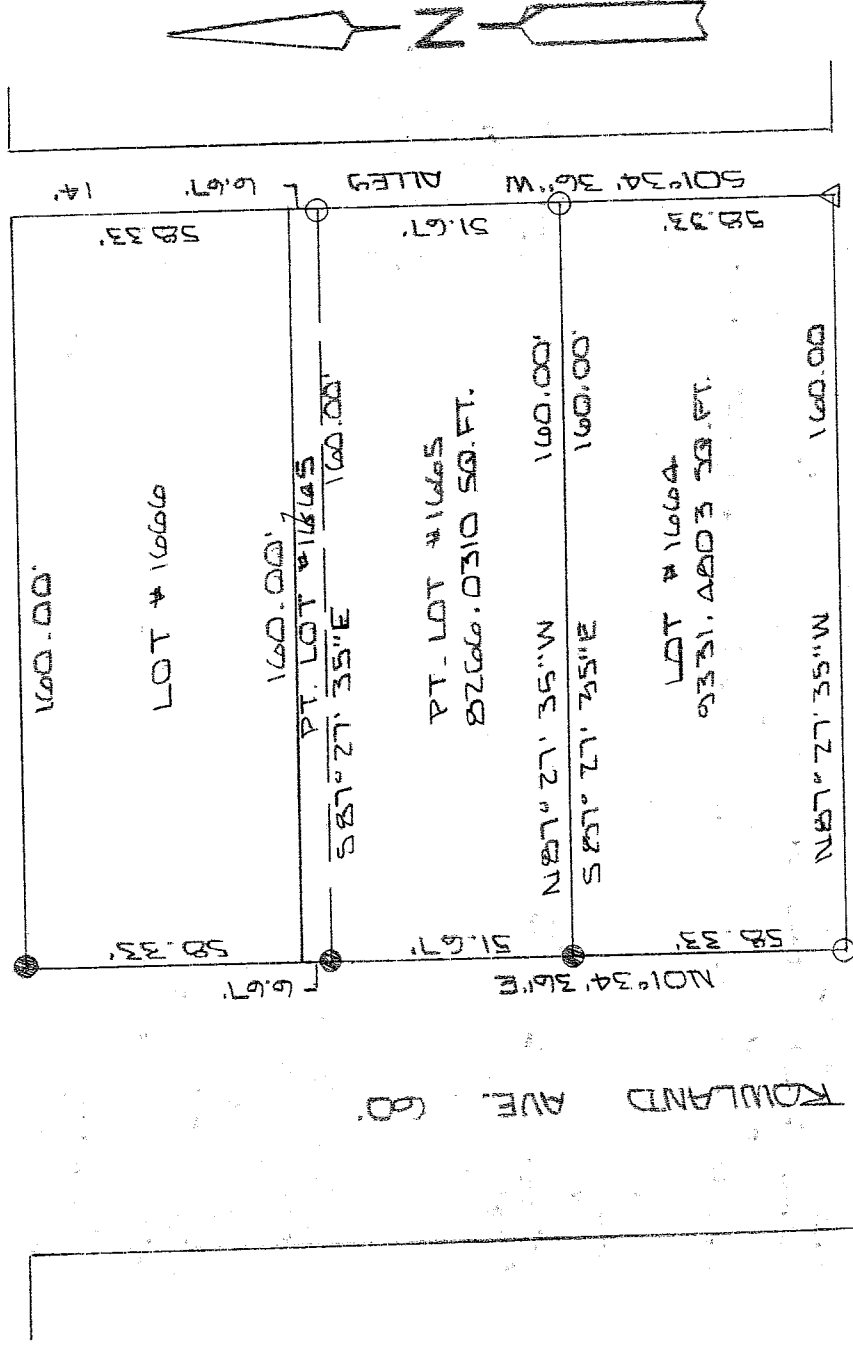 N
14'
ALLEY
6.67'
S01°34'36"W
160.00'
58.33'
58.33'
LOT #1666
160.00'
6.67'
PT. LOT #1665
S87°27'35"E
160.00'
51.67'
51.67'
PT. LOT #1665
8266.0310 SQ.FT.
N87°27'35"W
160.00'
S87°27'35"E
160.00'
58.33'
58.33'
LOT #1664
9331.4803 SQ.FT.
N87°27'35"W
160.00
N01°34'36"E
ROWLAND AVE. 60'